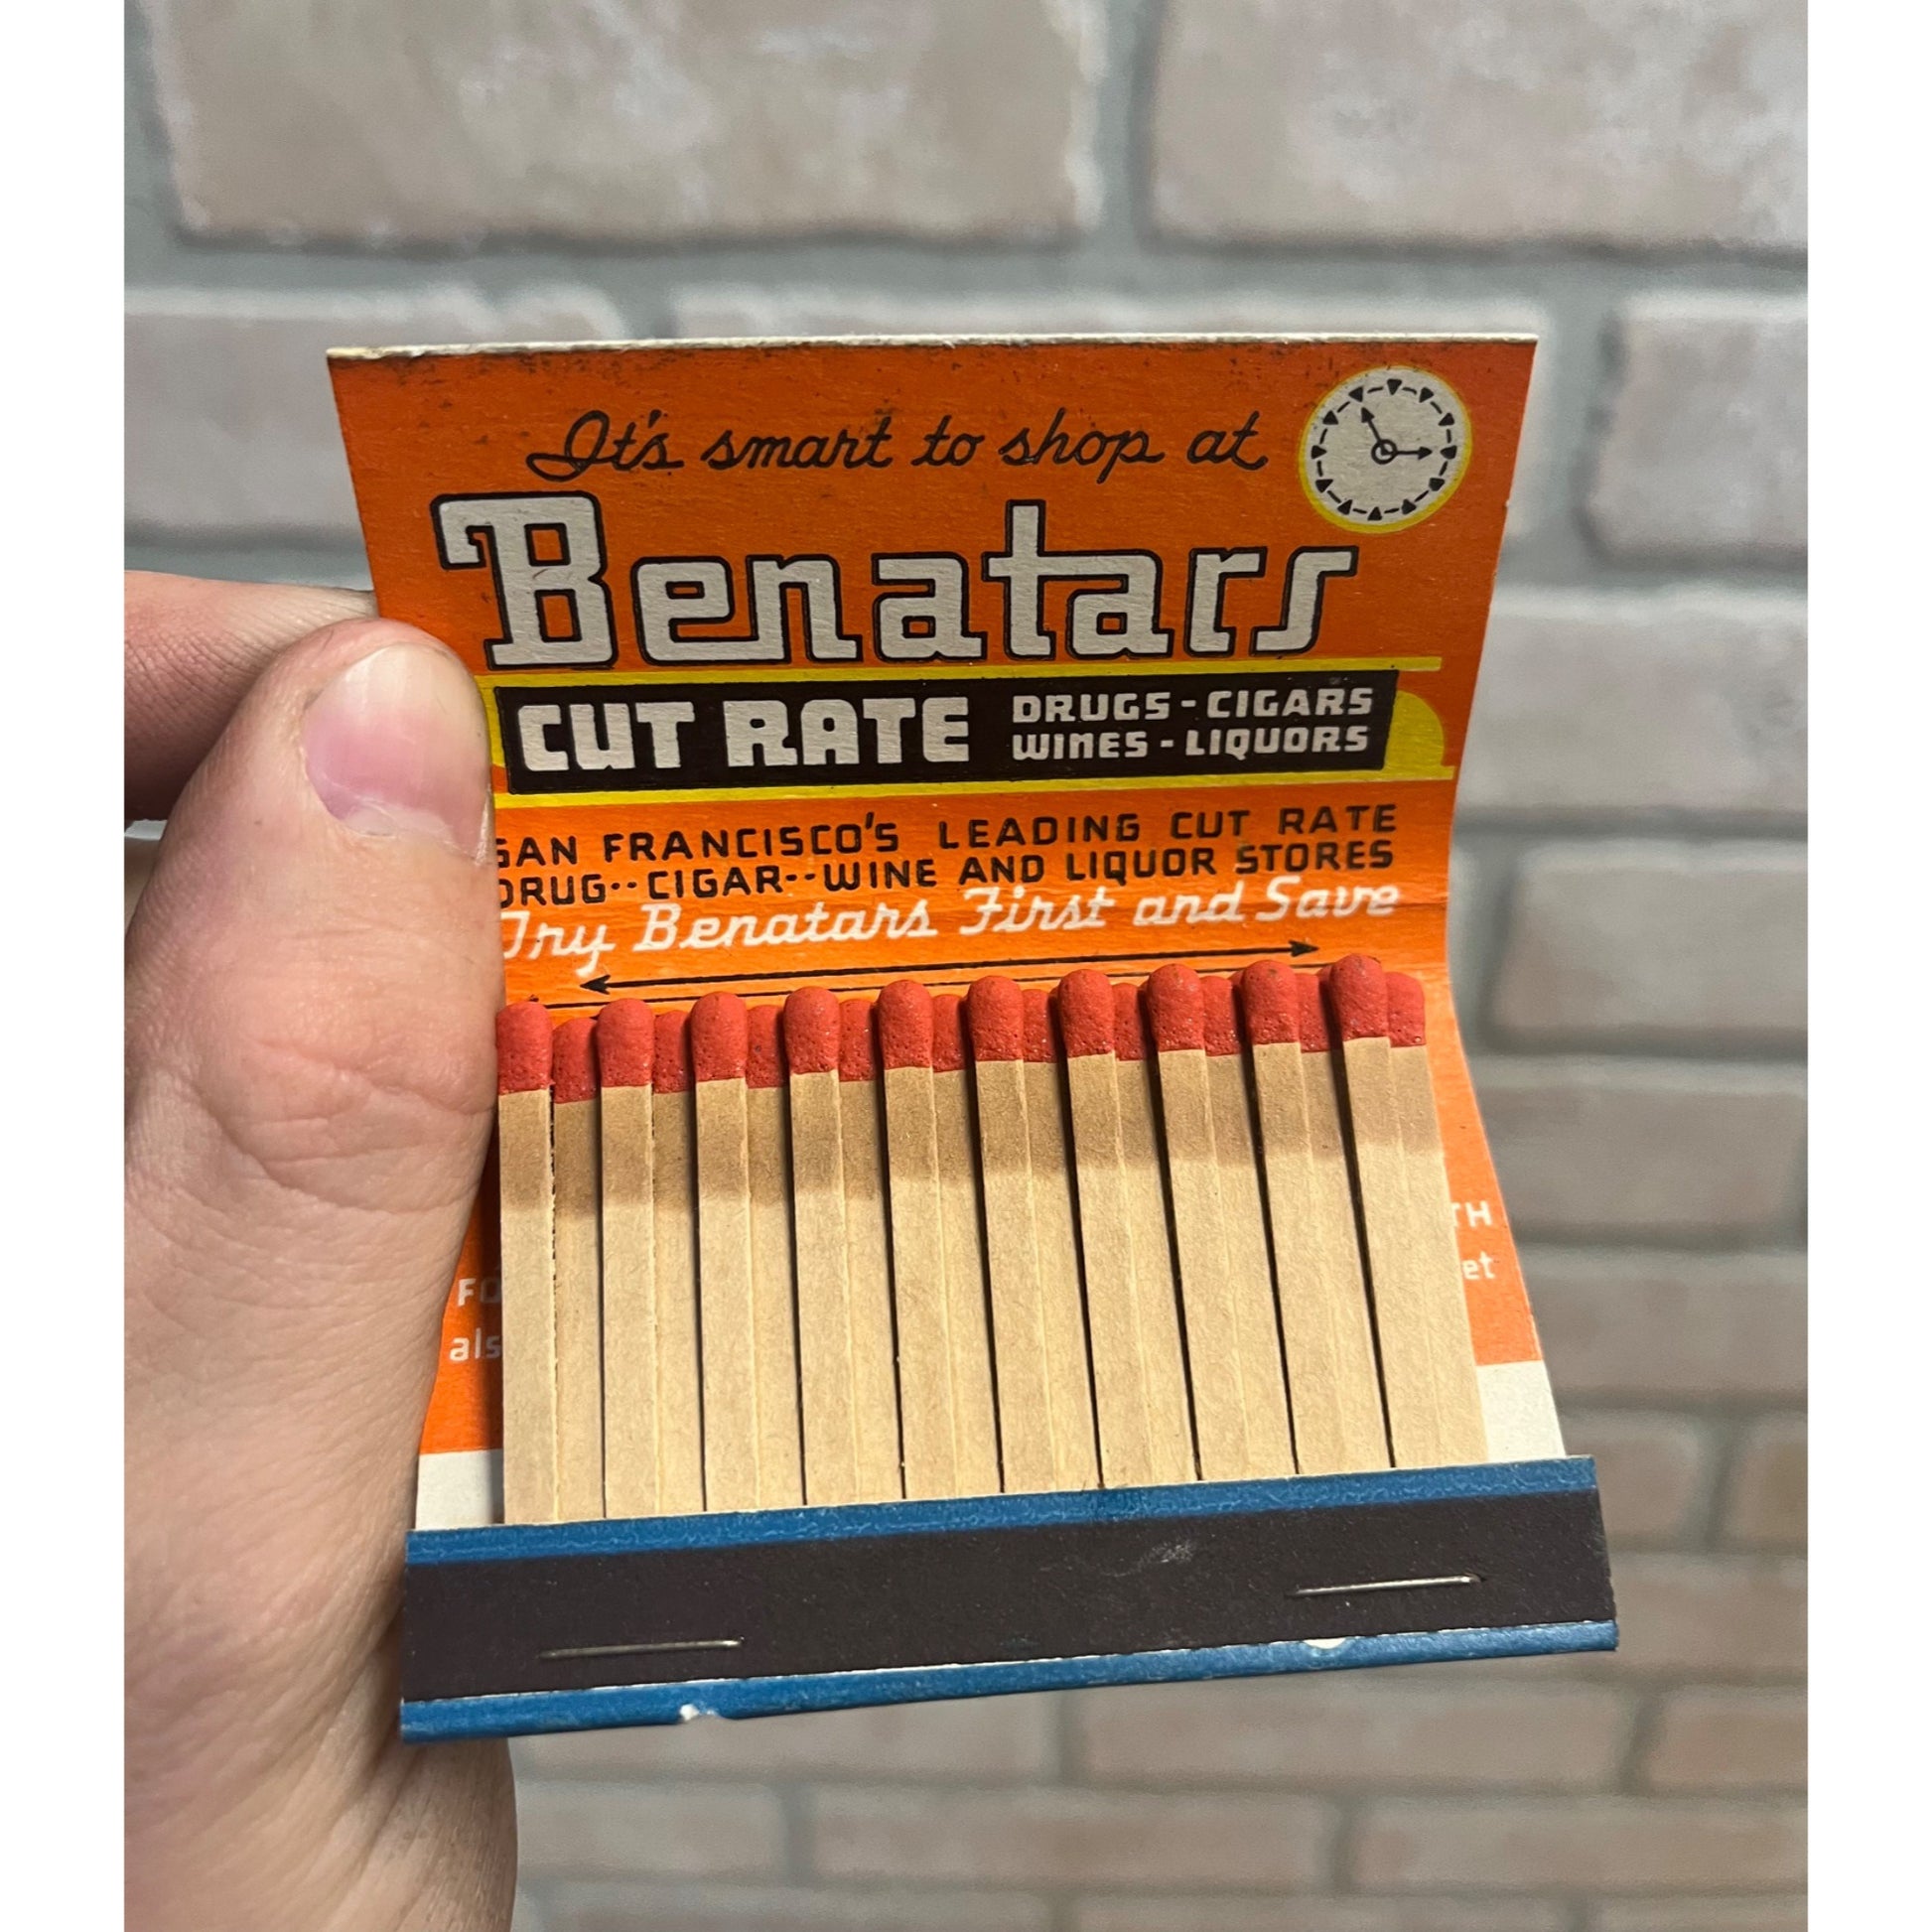 It's smart to shop at
Benatars
CUT RATE DRUGS-CIGARS
WINES-LIQUORS
SAN FRANCISCO'S LEADING CUT RATE
DRUG--CIGAR--WINE AND LIQUOR STORES
Try Benatars First and Save